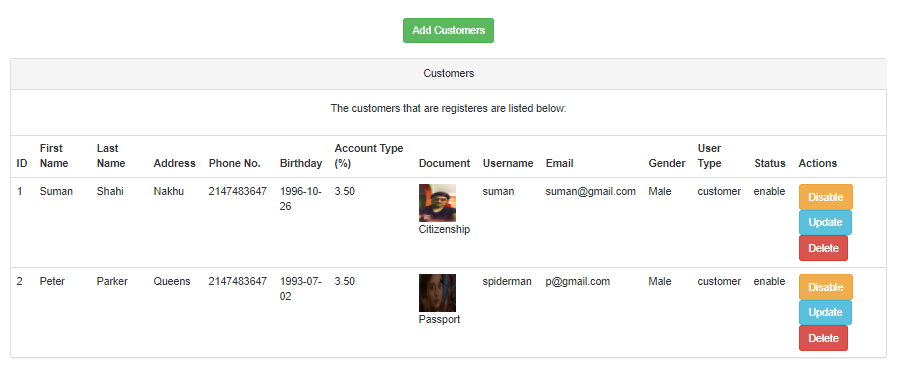 Add Customers
Customers
The customers that are registeres are listed below:
ID First Name Last Name Address Phone No. Birthday Account Type (%) Document Username Email Gender User Type Status Actions
1 Suman Shahi Nakhu 2147483647 1996-10-26 3.50 Citizenship suman suman@gmail.com Male customer enable
Disable
Update
Delete
2 Peter Parker Queens 2147483647 1993-07-02 3.50 Passport spiderman p@gmail.com Male customer enable
Disable
Update
Delete